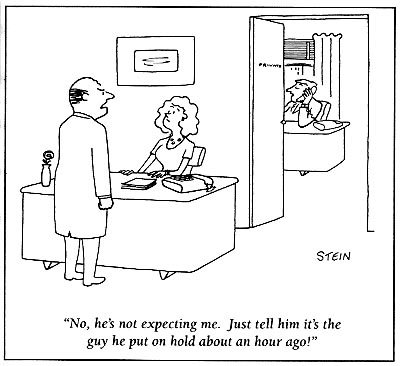 PRIVATE
STEIN
“No, he’s not expecting me. Just tell him it’s the
guy he put on hold about an hour ago!”